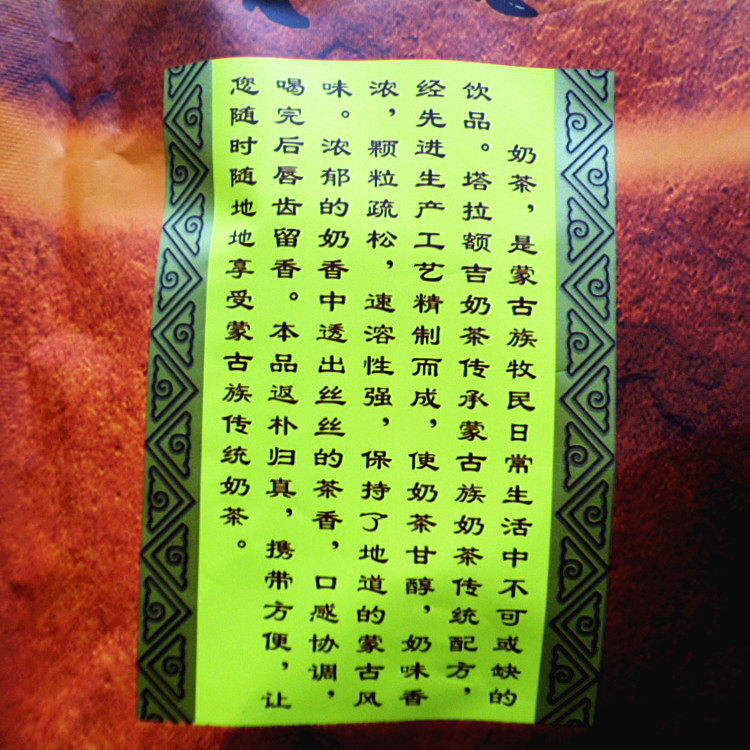 奶茶，是蒙古族牧民日常生活中不可或缺的
饮品。塔拉额吉奶茶传承蒙古族奶茶传统配方，
经先进生产工艺精制而成，使奶茶甘醇，奶味香
浓，颗粒疏松，速溶性强，保持了地道的蒙古风
味。浓郁的奶香中透出丝丝的茶香，口感协调，
喝完后唇齿留香。本品返朴归真，携带方便，让
您随时随地地享受蒙古族传统奶茶。